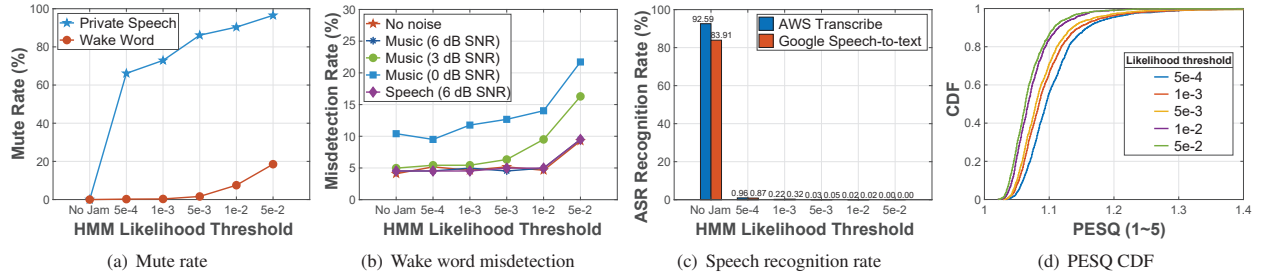 Mute Rate (%)
100
80
60
40
20
0
Private Speech
Wake Word
No Jam 5e-4 1e-3 5e-3 1e-2 5e-2
HMM Likelihood Threshold
(a) Mute rate
Misdetection Rate (%)
30
25
20
15
10
5
0
No noise
Music (6 dB SNR)
Music (3 dB SNR)
Music (0 dB SNR)
Speech (6 dB SNR)
No Jam 5e-4 1e-3 5e-3 1e-2 5e-2
HMM Likelihood Threshold
(b) Wake word misdetection
ASR Recognition Rate (%)
100
80
60
40
20
0
92.59
83.91
AWS Transcribe
Google Speech-to-text
0.96 0.87 0.22 0.32 0.03 0.05 0.02 0.02 0.00 0.00
No Jam 5e-4 1e-3 5e-3 1e-2 5e-2
HMM Likelihood Threshold
(c) Speech recognition rate
CDF
1
0.8
0.6
0.4
0.2
0
Likelihood threshold
5e-4
1e-3
5e-3
1e-2
5e-2
1 1.1 1.2 1.3 1.4
PESQ (1~5)
(d) PESQ CDF